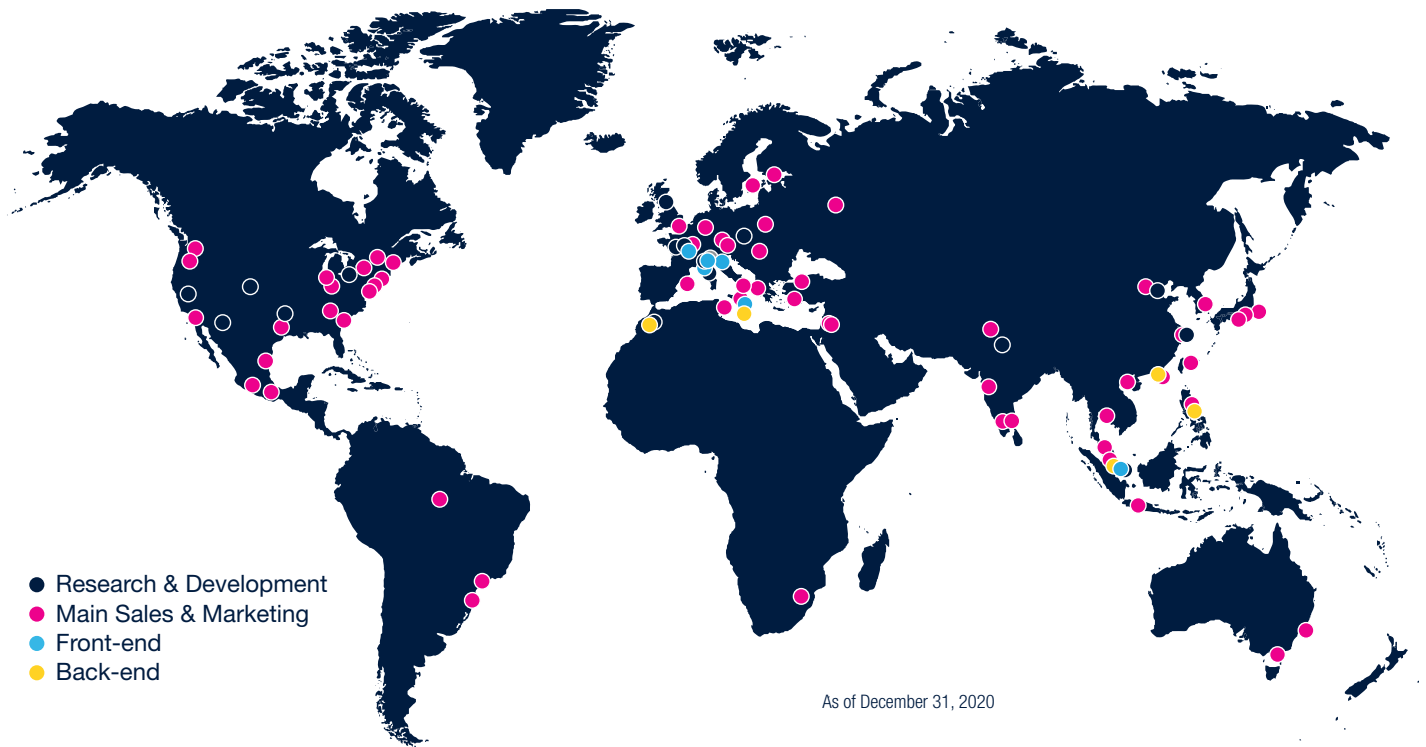 Research & Development
Main Sales & Marketing
Front-end
Back-end
As of December 31, 2020